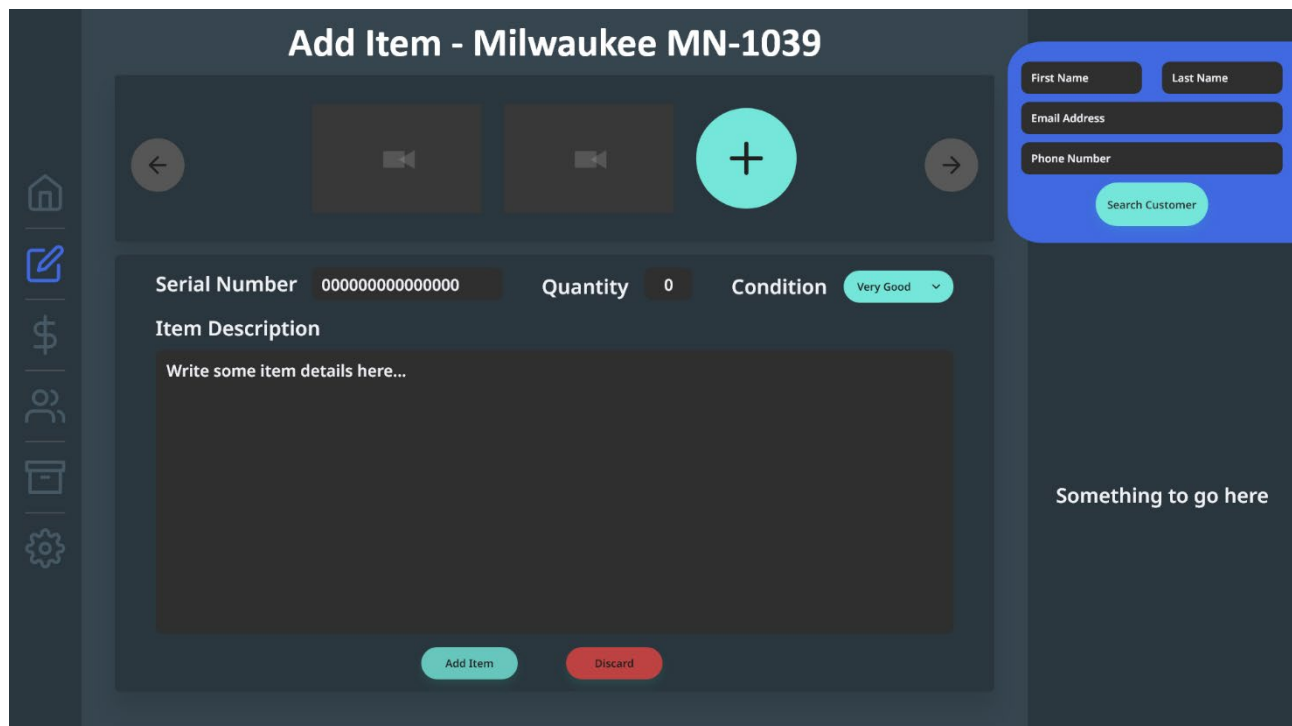 Add Item - Milwaukee MN-1039
First Name
Last Name
Email Address
Phone Number
Search Customer
Serial Number 000000000000000 Quantity 0 Condition Very Good
Item Description
Write some item details here...
Something to go here
Add Item
Discard